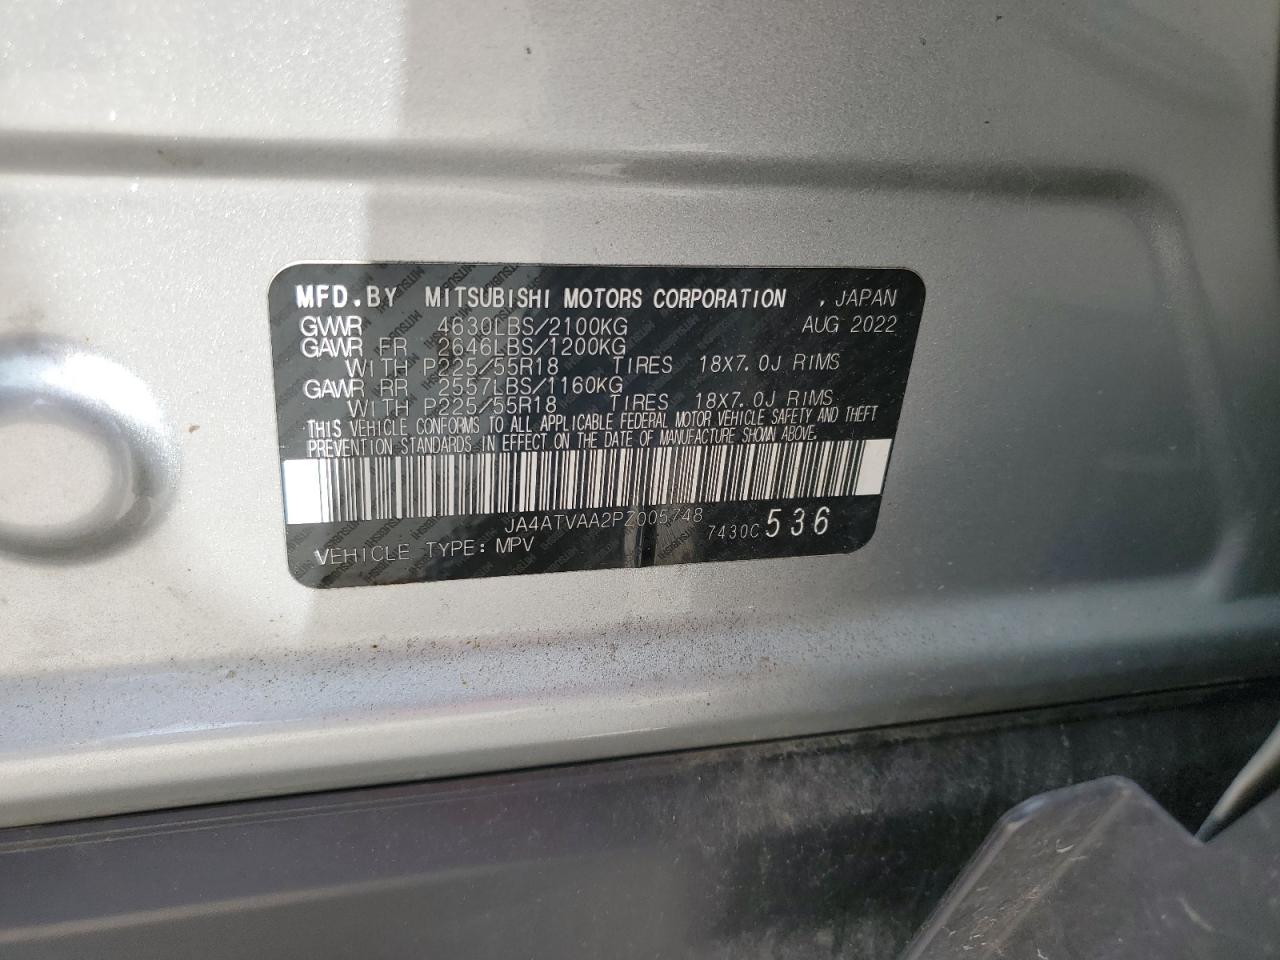 MFD.BY MITSUBISHI MOTORS CORPORATION , JAPAN
GVWR 4630LBS/2100KG AUG 2022
GAWR FR 2646LBS/1200KG
WITH P225/55R18 TIRES 18X7.0J RIMS
GAWR RR 2557LBS/1160KG
WITH P225/55R18 TIRES 18X7.0J RIMS
THIS VEHICLE CONFORMS TO ALL APPLICABLE FEDERAL MOTOR VEHICLE SAFETY AND THEFT
PREVENTION STANDARDS IN EFFECT ON THE DATE OF MANUFACTURE SHOWN ABOVE.
JA4ATVAA2PZ005748 7430C 536
VEHICLE TYPE: MPV